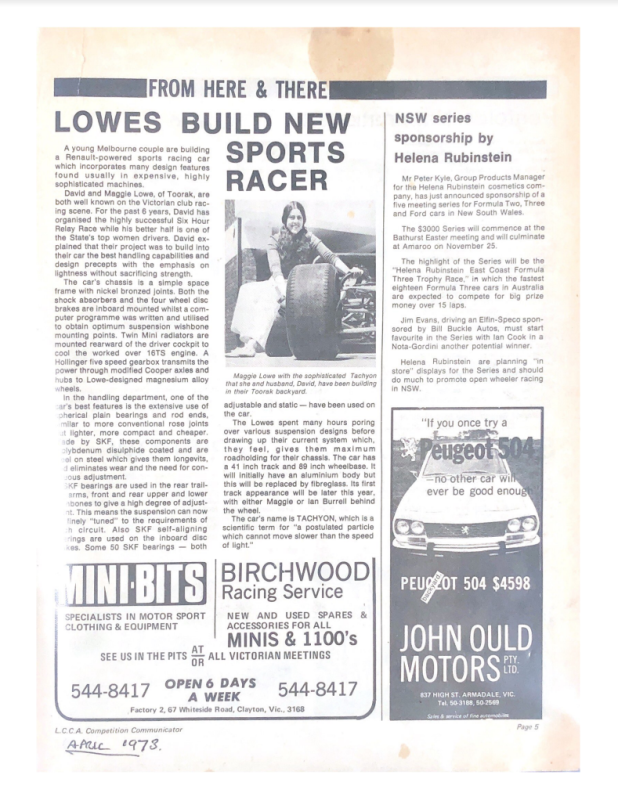 FROM HERE & THERE
LOWES BUILD NEW
SPORTS
RACER
A young Melbourne couple are building
a Renault-powered sports racing car
which incorporates many design features
found usually in expensive, highly
sophisticated machines.
David and Maggie Lowe, of Toorak, are
both well known on the Victorian club rac-
ing scene. For the past 6 years, David has
organised the highly successful Six Hour
Relay Race while his better half is one of
the State's top women drivers. David ex-
plained that their project was to build into
their car the best handling capabilities and
design precepts with the emphasis on
lightness without sacrificing strength.
The car's chassis is a simple space
frame with nickel bronzed joints. Both the
shock absorbers and the four wheel disc
brakes are inboard mounted whilst a com-
puter programme was written and utilised
to obtain optimum suspension wishbone
mounting points. Twin Mini radiators are
mounted rearward of the driver cockpit to
cool the worked over 16TS engine. A
Hollinger five speed gearbox transmits the
power through modified Cooper axles and
hubs to Lowe-designed magnesium alloy
wheels.
In the handling department, one of the
ar's best features is the extensive use of
pherical plain bearings and rod ends,
milar to more conventional rose joints
t lighter, more compact and cheaper.
de by SKF, these components are
olybdenum disulphide coated and are
el on steel which gives them longevits,
d eliminates wear and the need for con-
ous adjustment.
KF bearings are used in the rear trail-
arms, front and rear upper and lower
bones to give a high degree of adjust-
t. This means the suspension can now
finely "tuned" to the requirements of
h circuit. Also SKF self-aligning
rings are used on the inboard disc
kes. Some 50 SKF bearings — both
Maggie Lowe with the sophisticated Tachyon
that she and husband, David, have been building
in their Toorak backyard.
adjustable and static — have been used on
the car.
The Lowes spent many hours poring
over various suspension designs before
drawing up their current system which,
they feel, gives them maximum
roadholding for their chassis. The car has
a 41 inch track and 89 inch wheelbase. It
will initially have an aluminium body but
this will be replaced by fibreglass. Its first
track appearance will be later this year,
with either Maggie or Ian Burrell behind
the wheel.
The car's name is TACHYON, which is a
scientific term for "a postulated particle
which cannot move slower than the speed
of light."
NSW series
sponsorship by
Helena Rubinstein
Mr Peter Kyle, Group Products Manager
for the Helena Rubinstein cosmetics com-
pany, has just announced sponsorship of a
five meeting series for Formula Two, Three
and Ford cars in New South Wales.
The $3000 Series will commence at the
Bathurst Easter meeting and will culminate
at Amaroo on November 25.
The highlight of the Series will be the
"Helena Rubinstein East Coast Formula
Three Trophy Race," in which the fastest
eighteen Formula Three cars in Australia
are expected to compete for big prize
money over 15 laps.
Jim Evans, driving an Elfin-Speco spon-
sored by Bill Buckle Autos, must start
favourite in the Series with Ian Cook in a
Nota-Gordini another potential winner.
Helena Rubinstein are planning "in
store" displays for the Series and should
do much to promote open wheeler racing
in NSW.
"If you once try a
Peugeot 504
—no other car will
ever be good enough
PEUGEOT 504 $4598
JOHN OULD
MOTORS PTY. LTD.
837 HIGH ST. ARMADALE, VIC.
Tel. 50-3188, 50-2589
Sales & service of fine automobiles
MINI-BITS
SPECIALISTS IN MOTOR SPORT
CLOTHING & EQUIPMENT
BIRCHWOOD
Racing Service
NEW AND USED SPARES &
ACCESSORIES FOR ALL
MINIS & 1100's
SEE US IN THE PITS AT OR ALL VICTORIAN MEETINGS
544-8417 OPEN 6 DAYS A WEEK 544-8417
Factory 2, 67 Whiteside Road, Clayton, Vic., 3168
L.C.C.A. Competition Communicator
Page 5
APRIL 1973.